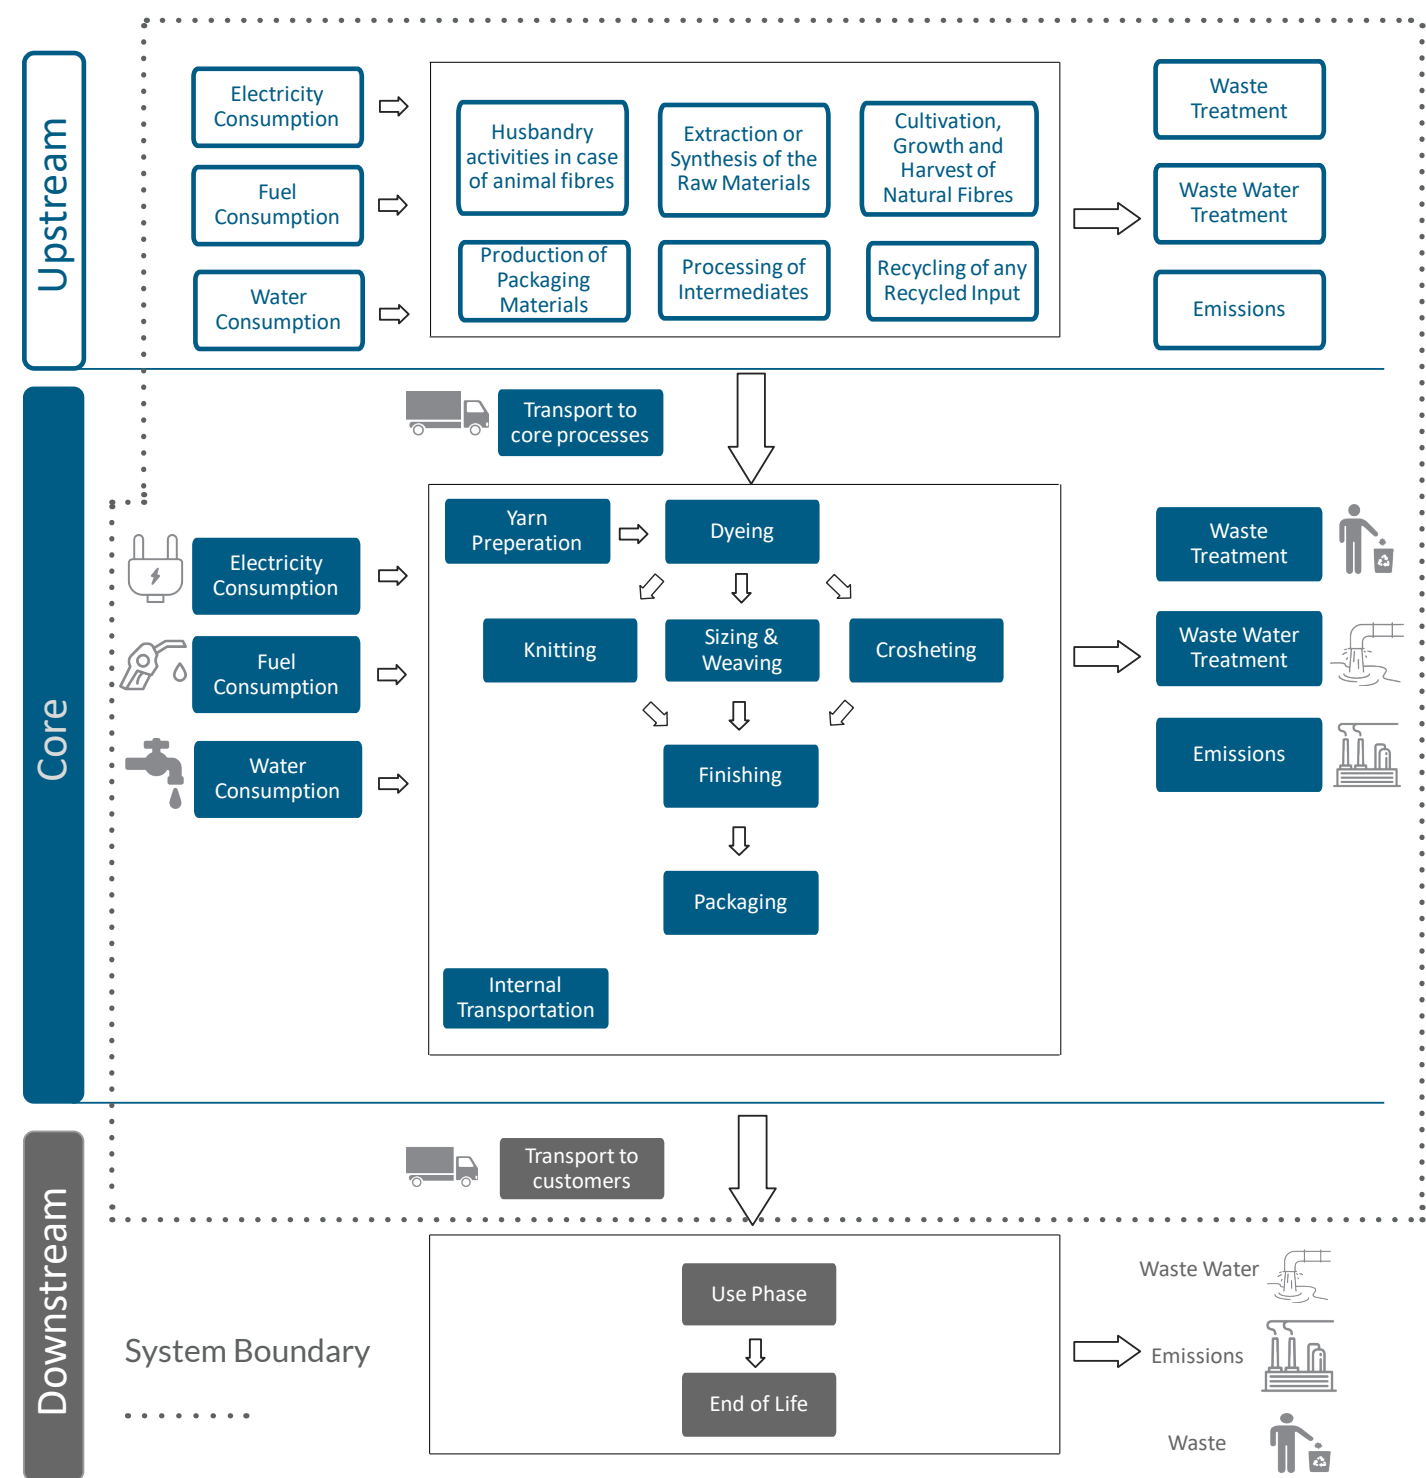 Upstream
Electricity
Consumption
Fuel
Consumption
Water
Consumption
Husbandry
activities in case
of animal fibres
Extraction or
Synthesis of the
Raw Materials
Cultivation,
Growth and
Harvest of
Natural Fibres
Production of
Packaging
Materials
Processing of
Intermediates
Recycling of any
Recycled Input
Waste
Treatment
Waste Water
Treatment
Emissions
Core
Transport to
core processes
Electricity
Consumption
Fuel
Consumption
Water
Consumption
Yarn
Preperation
Dyeing
Knitting
Sizing &
Weaving
Crosheting
Finishing
Packaging
Internal
Transportation
Waste
Treatment
Waste Water
Treatment
Emissions
Downstream
Transport to
customers
Use Phase
End of Life
Waste Water
Emissions
Waste
System Boundary